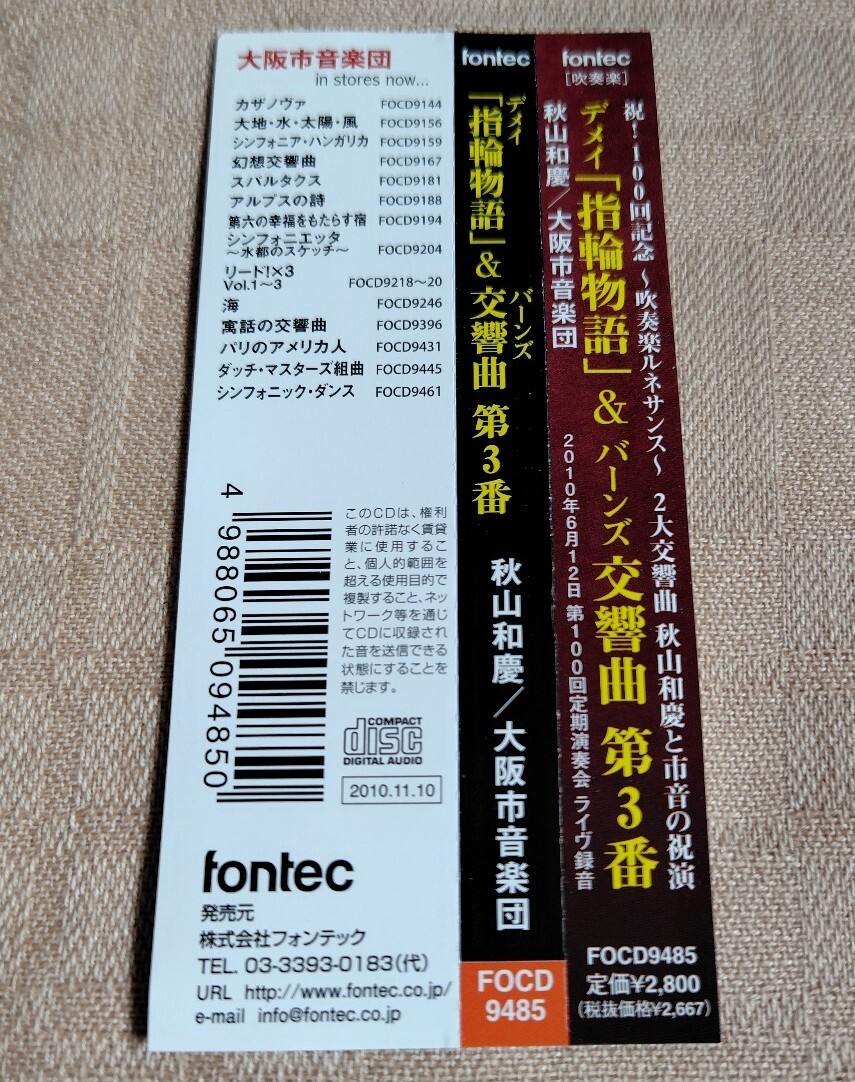 大阪市音楽団
in stores now...
カザノヴァ FOCD9144
大地・水・太陽・風 FOCD9156
シンフォニア・ハンガリカ FOCD9159
幻想交響曲 FOCD9167
スパルタクス FOCD9181
アルプスの詩 FOCD9188
第六の幸福をもたらす宿 FOCD9194
シンフォニエッタ
～水都のスケッチ～ FOCD9204
リード!×3
Vol.1～3 FOCD9218～20
海 FOCD9246
寓話の交響曲 FOCD9396
パリのアメリカ人 FOCD9431
ダッチ・マスターズ組曲 FOCD9445
シンフォニック・ダンス FOCD9461
4 988065 094850
このCDは、権利
者の許諾なく賃貸
業に使用するこ
と、個人的範囲を
超える使用目的で
複製すること、ネッ
トワーク等を通じ
てCDに収録され
た音を送信できる
状態にすることを
禁じます。
COMPACT
disc
DIGITAL AUDIO
2010.11.10
fontec
発売元
株式会社フォンテック
TEL. 03-3393-0183(代)
URL http://www.fontec.co.jp/
e-mail info@fontec.co.jp
fontec
デメイ
「指輪物語」& 交響曲 第3番
バーンズ
秋山和慶／大阪市音楽団
FOCD
9485
fontec
[吹奏楽]
祝!100回記念 ～吹奏楽ルネサンス～ 2大交響曲 秋山和慶と市音の祝演
デメイ「指輪物語」& バーンズ 交響曲 第3番
秋山和慶／大阪市音楽団
2010年6月12日 第100回定期演奏会 ライヴ録音
FOCD9485
定価¥2,800
(税抜価格¥2,667)